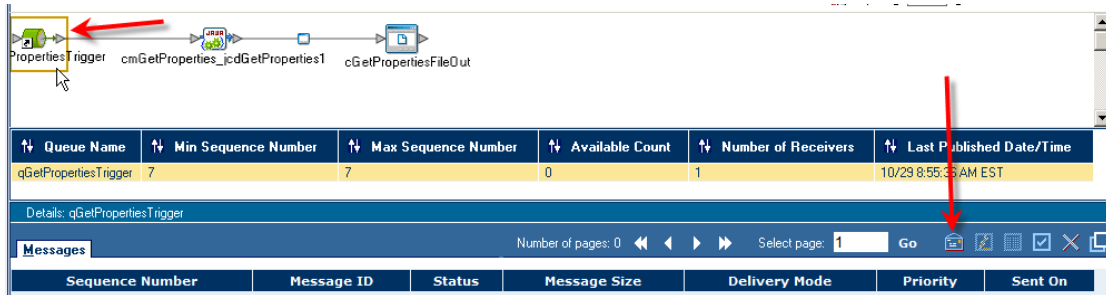 JAVA
PropertiesTrigger cmGetProperties_jcdGetProperties1 cGetPropertiesFileOut
Queue Name Min Sequence Number Max Sequence Number Available Count Number of Receivers Last Published Date/Time
qGetPropertiesTrigger 7 7 0 1 10/29 8:55:36 AM EST
Details: qGetPropertiesTrigger
Messages Number of pages: 0 Select page: 1 Go
Sequence Number Message ID Status Message Size Delivery Mode Priority Sent On